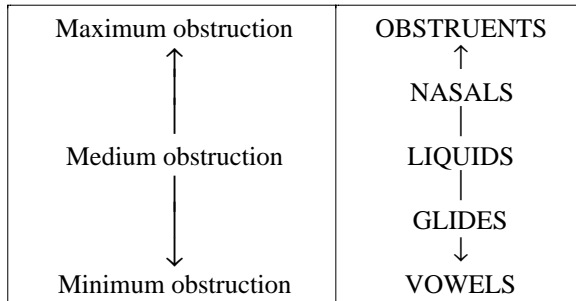 Maximum obstruction OBSTRUENTS
NASALS
Medium obstruction LIQUIDS
GLIDES
Minimum obstruction VOWELS